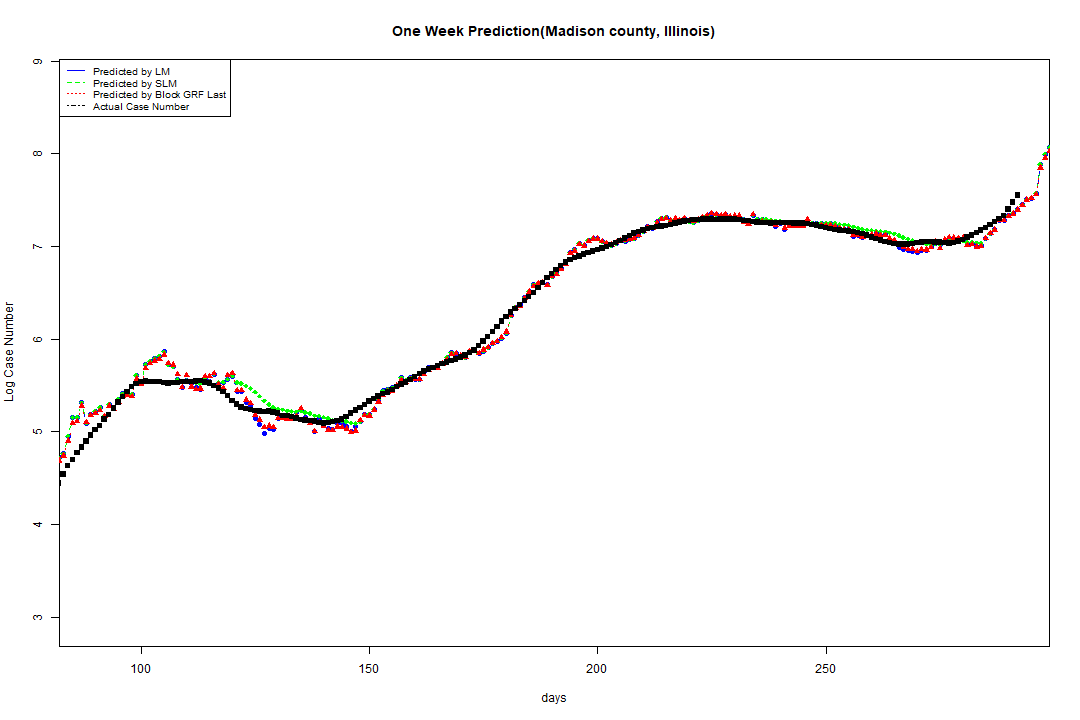 One Week Prediction(Madison county, Illinois)
Predicted by LM
Predicted by SLM
Predicted by Block GRF Last
Actual Case Number
9
8
7
6
5
4
3
Log Case Number
100 150 200 250
days